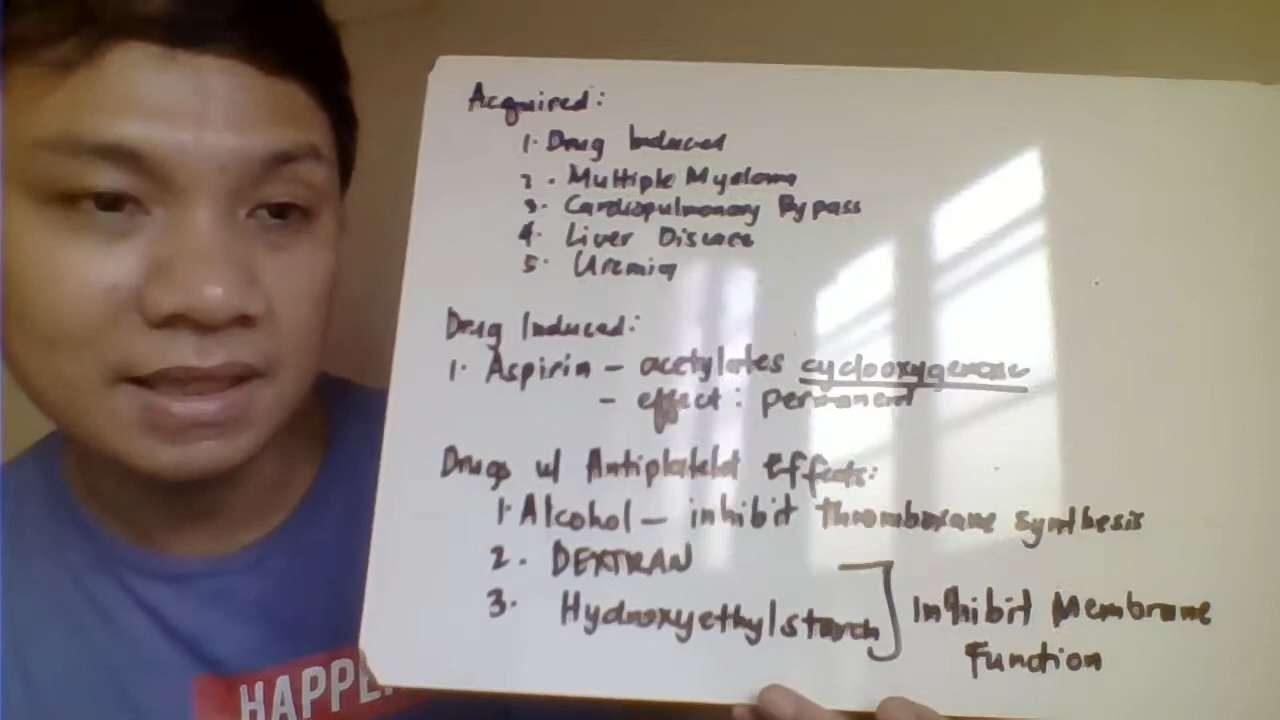 Acquired:
1. Drug Induced
2. Multiple Myeloma
3. Cardiopulmonary Bypass
4. Liver Disease
5. Uremia
Drug Induced:
1. Aspirin - acetylates cyclooxygenase
- effect: permanent
Drugs w/ Antiplatelet Effects:
1. Alcohol - inhibit thromboxane synthesis
2. DEXTRAN
3. Hydroxyethylstarch
Inhibit Membrane
Function
HAPPE